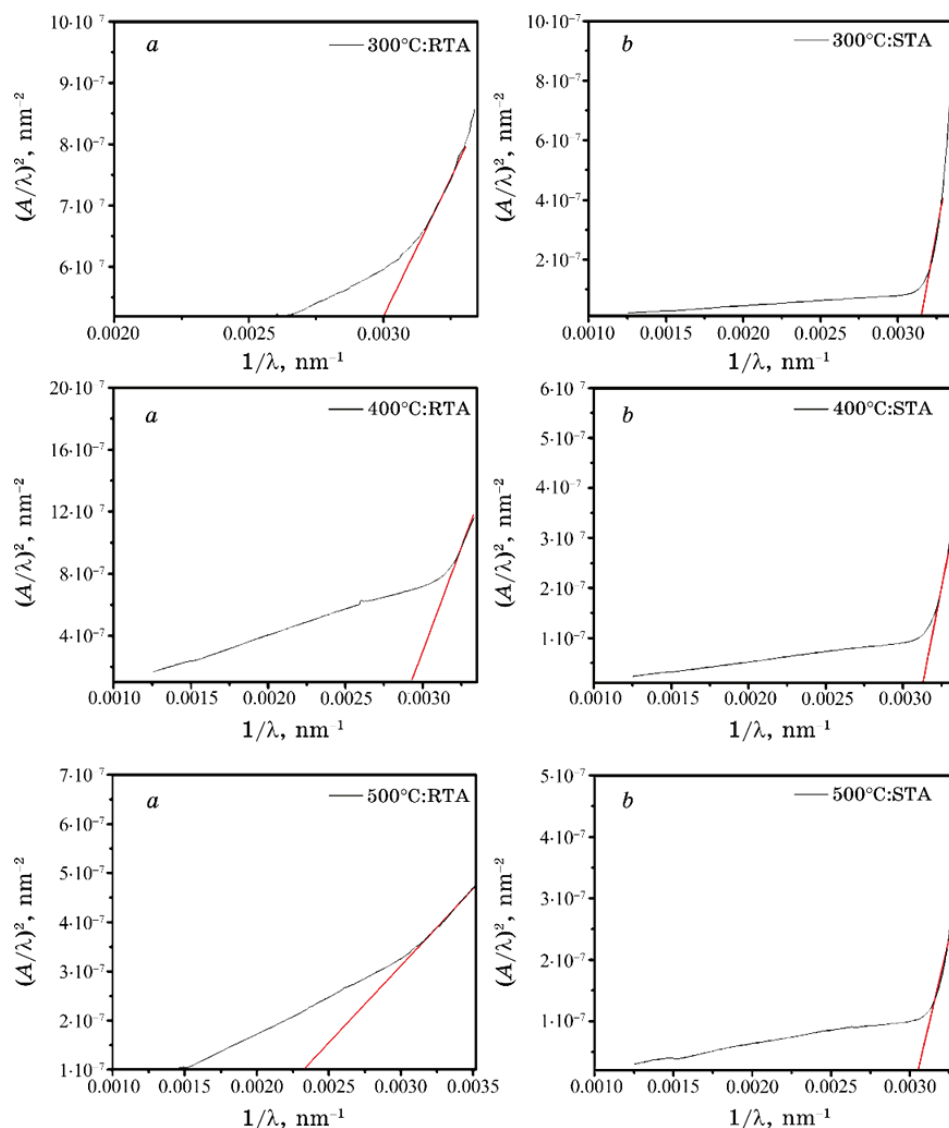 a
300°C:RTA
10·10⁻⁷
9·10⁻⁷
8·10⁻⁷
7·10⁻⁷
6·10⁻⁷
(A/λ)², nm⁻²
0.0020 0.0025 0.0030
1/λ, nm⁻¹
b
300°C:STA
10·10⁻⁷
8·10⁻⁷
6·10⁻⁷
4·10⁻⁷
2·10⁻⁷
(A/λ)², nm⁻²
0.0010 0.0015 0.0020 0.0025 0.0030
1/λ, nm⁻¹
a
400°C:RTA
20·10⁻⁷
16·10⁻⁷
12·10⁻⁷
8·10⁻⁷
4·10⁻⁷
(A/λ)², nm⁻²
0.0010 0.0015 0.0020 0.0025 0.0030
1/λ, nm⁻¹
b
400°C:STA
6·10⁻⁷
5·10⁻⁷
4·10⁻⁷
3·10⁻⁷
2·10⁻⁷
1·10⁻⁷
(A/λ)², nm⁻²
0.0010 0.0015 0.0020 0.0025 0.0030
1/λ, nm⁻¹
a
500°C:RTA
7·10⁻⁷
6·10⁻⁷
5·10⁻⁷
4·10⁻⁷
3·10⁻⁷
2·10⁻⁷
1·10⁻⁷
(A/λ)², nm⁻²
0.0010 0.0015 0.0020 0.0025 0.0030 0.0035
1/λ, nm⁻¹
b
500°C:STA
5·10⁻⁷
4·10⁻⁷
3·10⁻⁷
2·10⁻⁷
1·10⁻⁷
(A/λ)², nm⁻²
0.0010 0.0015 0.0020 0.0025 0.0030
1/λ, nm⁻¹